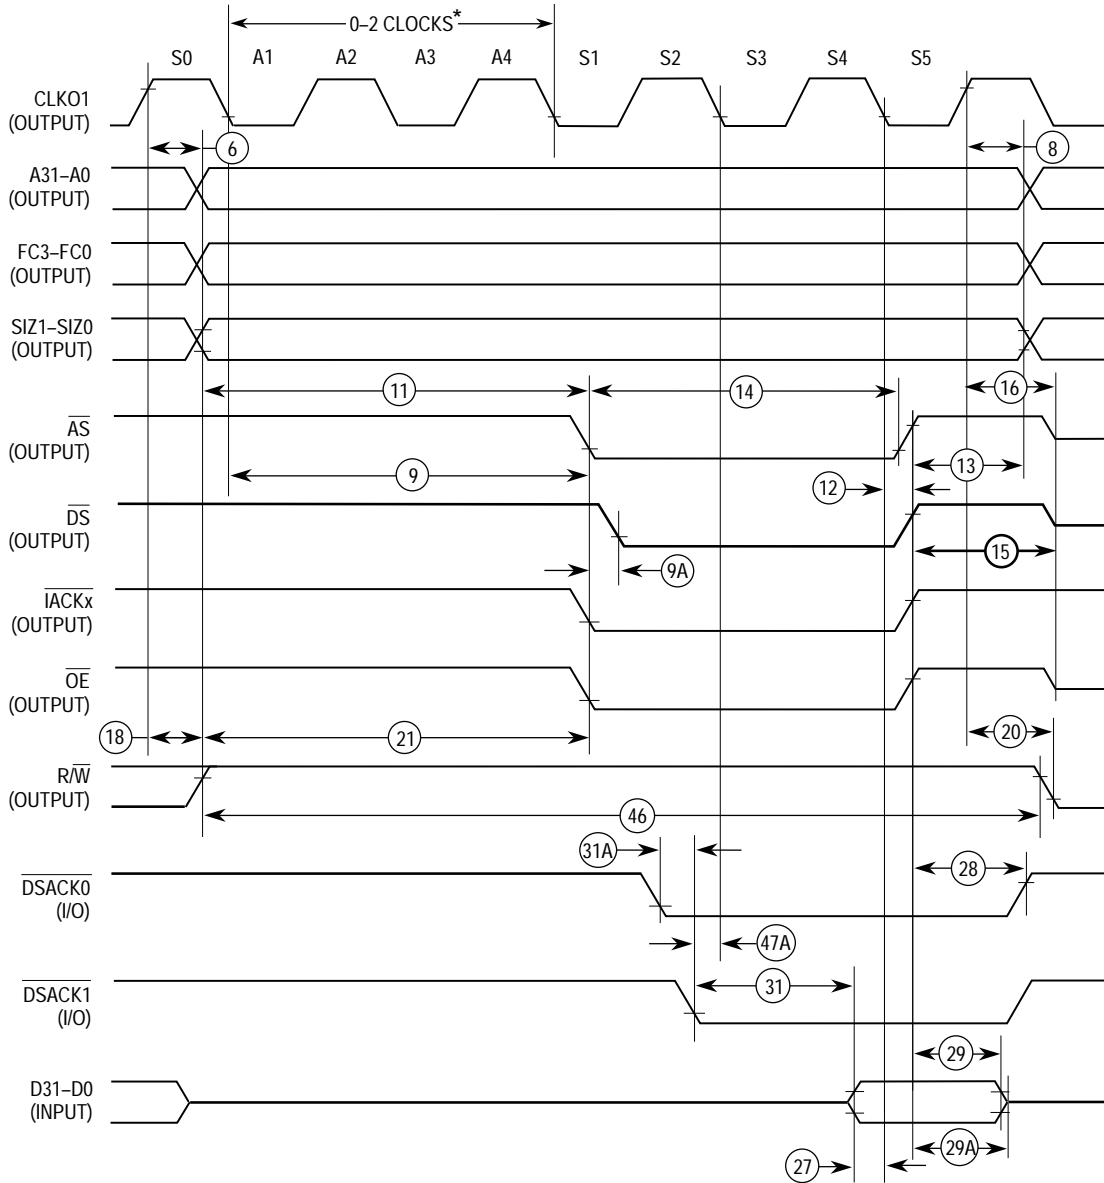 0–2 CLOCKS*
S0 A1 A2 A3 A4 S1 S2 S3 S4 S5
CLKO1
(OUTPUT)
6 8
A31–A0
(OUTPUT)
FC3–FC0
(OUTPUT)
SIZ1–SIZ0
(OUTPUT)
11 14 16
AS
(OUTPUT)
9 12 13
DS
(OUTPUT)
9A 15
IACKx
(OUTPUT)
OE
(OUTPUT)
18 21 20
R/W
(OUTPUT)
46
31A 28
DSACK0
(I/O)
47A
DSACK1
(I/O)
31
29
D31–D0
(INPUT)
27 29A